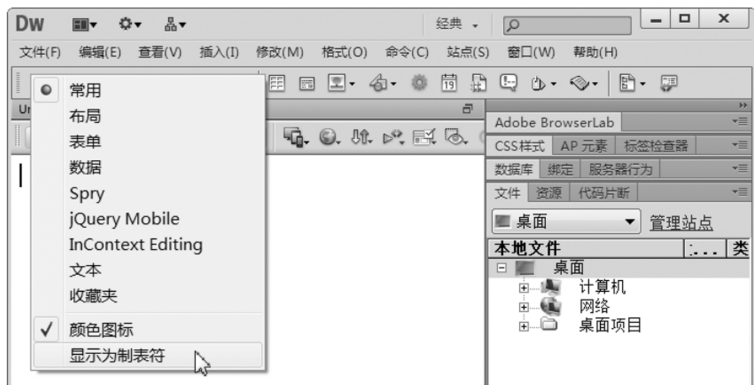 Dw 经典
文件(F) 编辑(E) 查看(V) 插入(I) 修改(M) 格式(O) 命令(C) 站点(S) 窗口(W) 帮助(H)
19
常用
布局
表单
数据
Spry
jQuery Mobile
InContext Editing
文本
收藏夹
颜色图标
显示为制表符
Adobe BrowserLab
CSS样式 AP 元素 标签检查器
数据库 绑定 服务器行为
文件 资源 代码片断
桌面 管理站点
本地文件 :... 类
桌面
计算机
网络
桌面项目